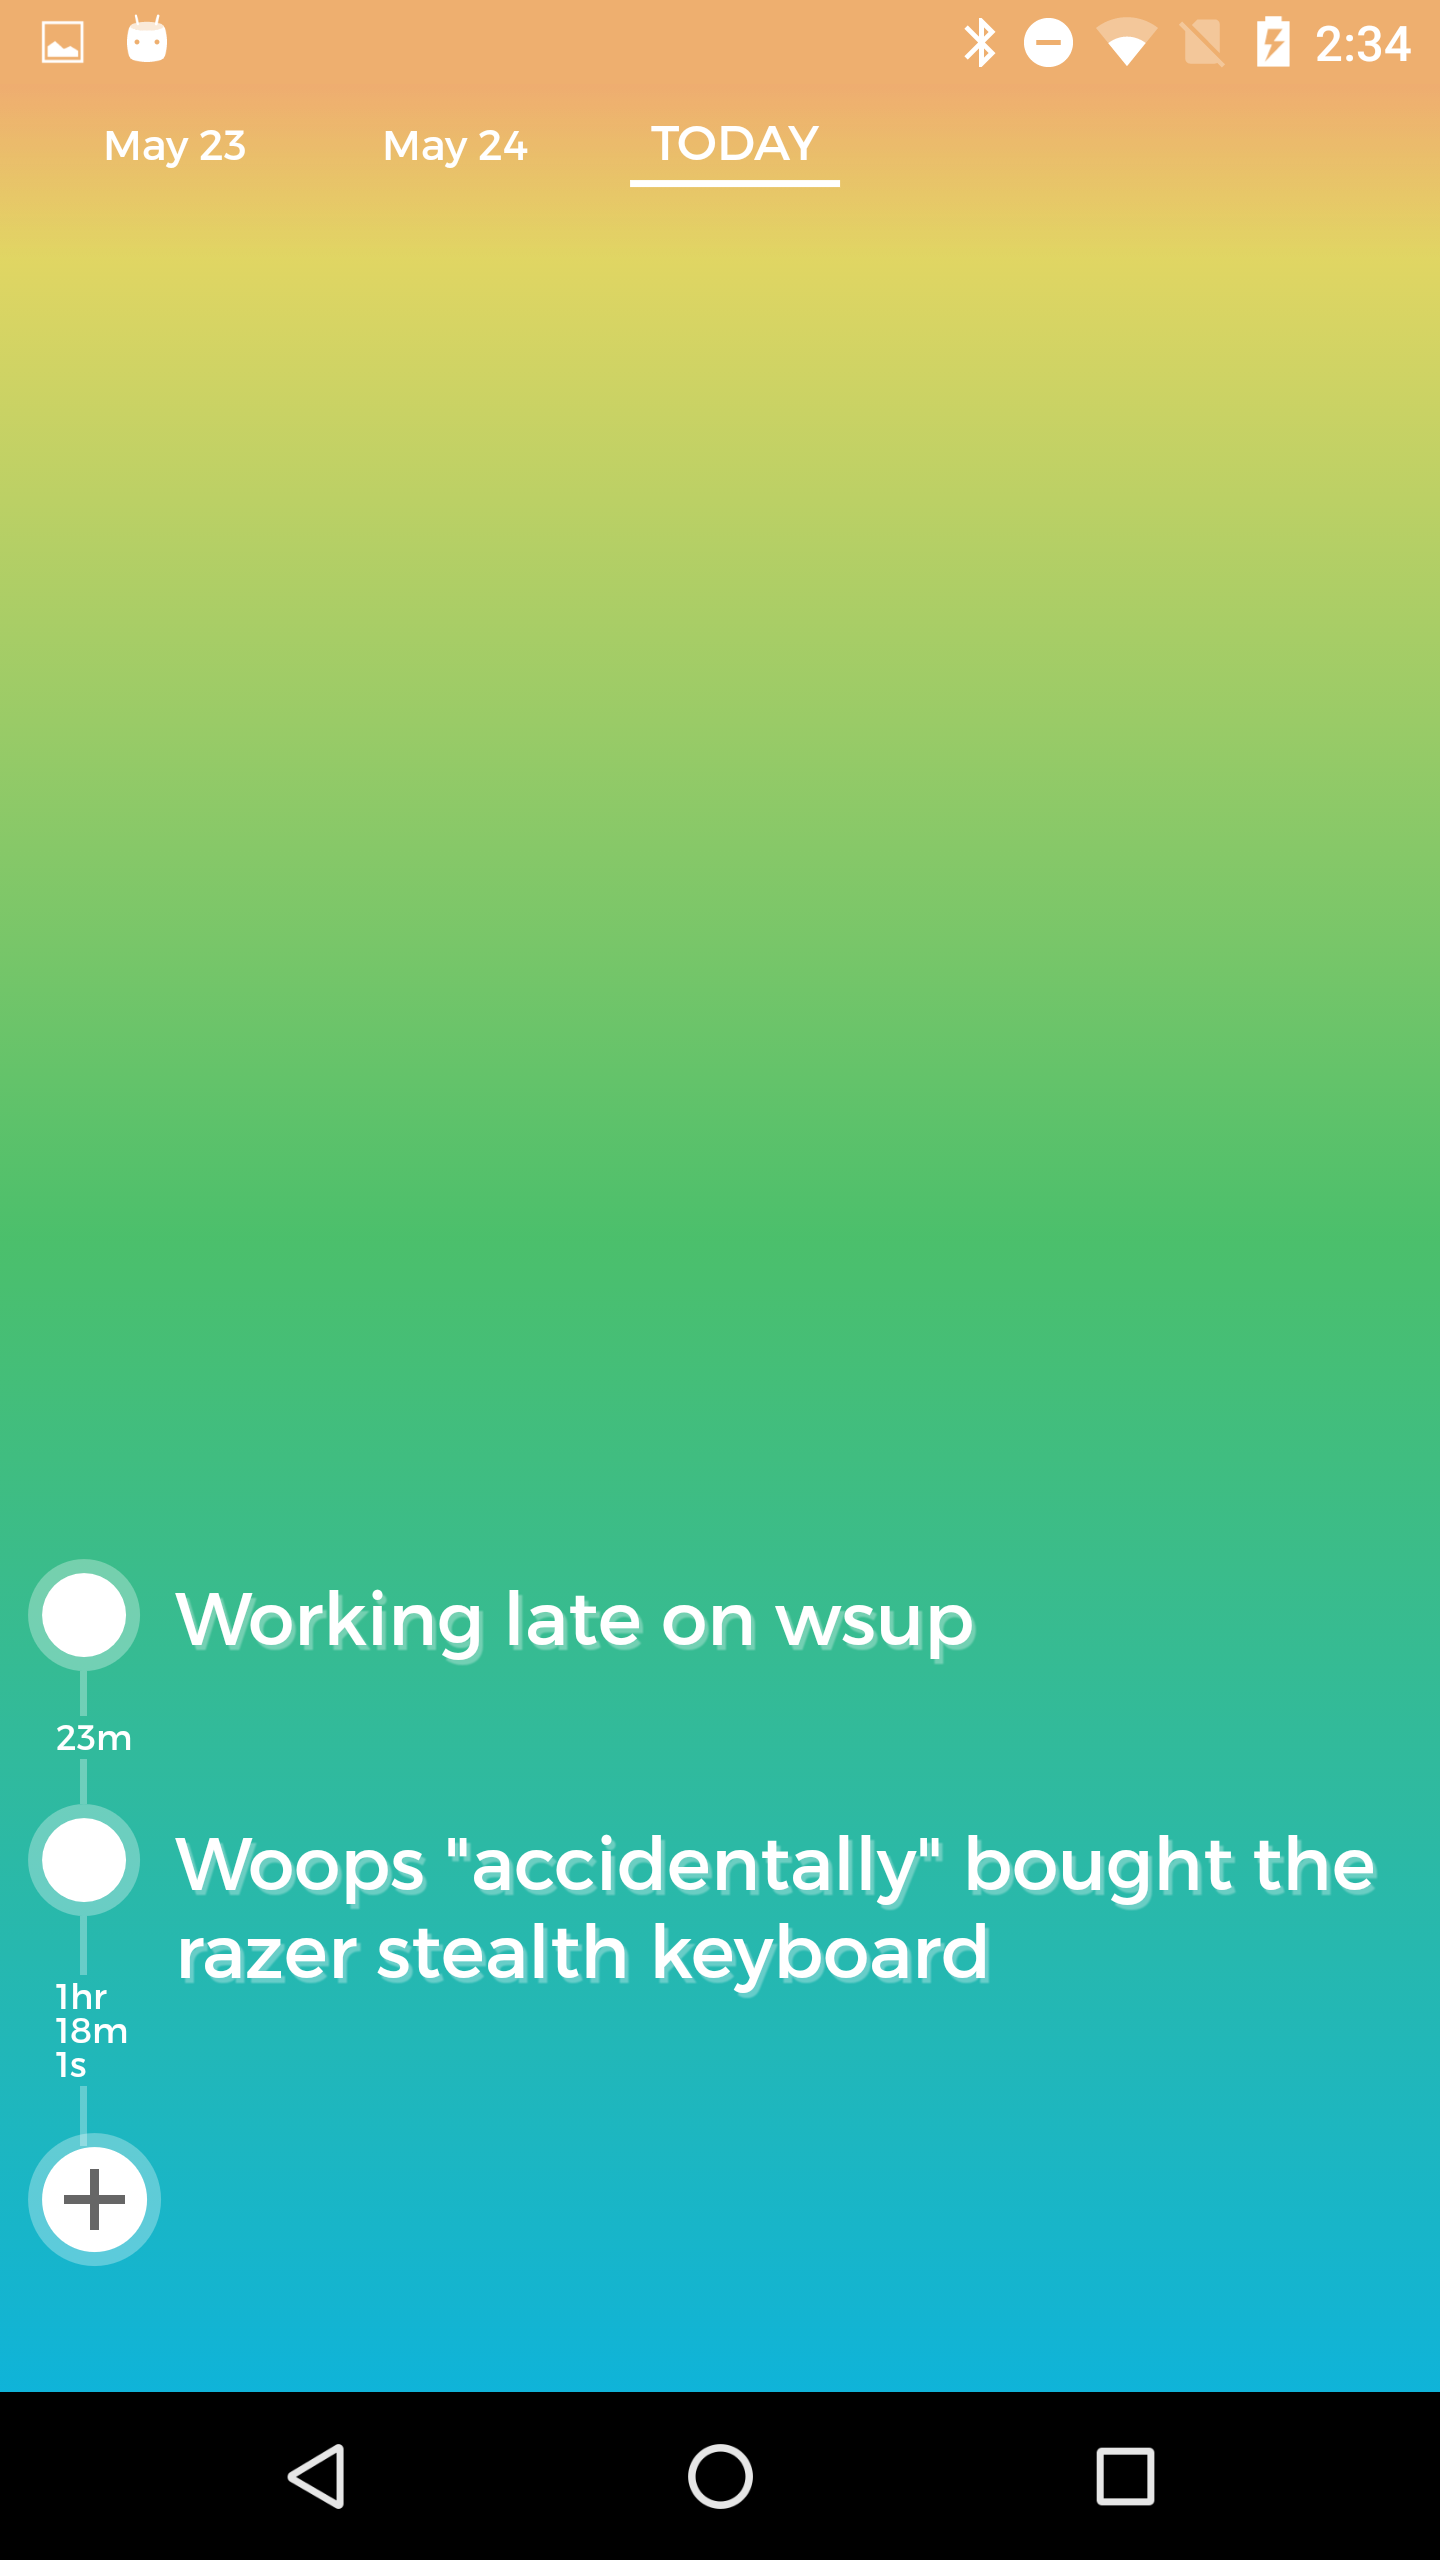 2:34
May 23 May 24 TODAY
Working late on wsup
23m
Woops "accidentally" bought the
razer stealth keyboard
1hr
18m
1s